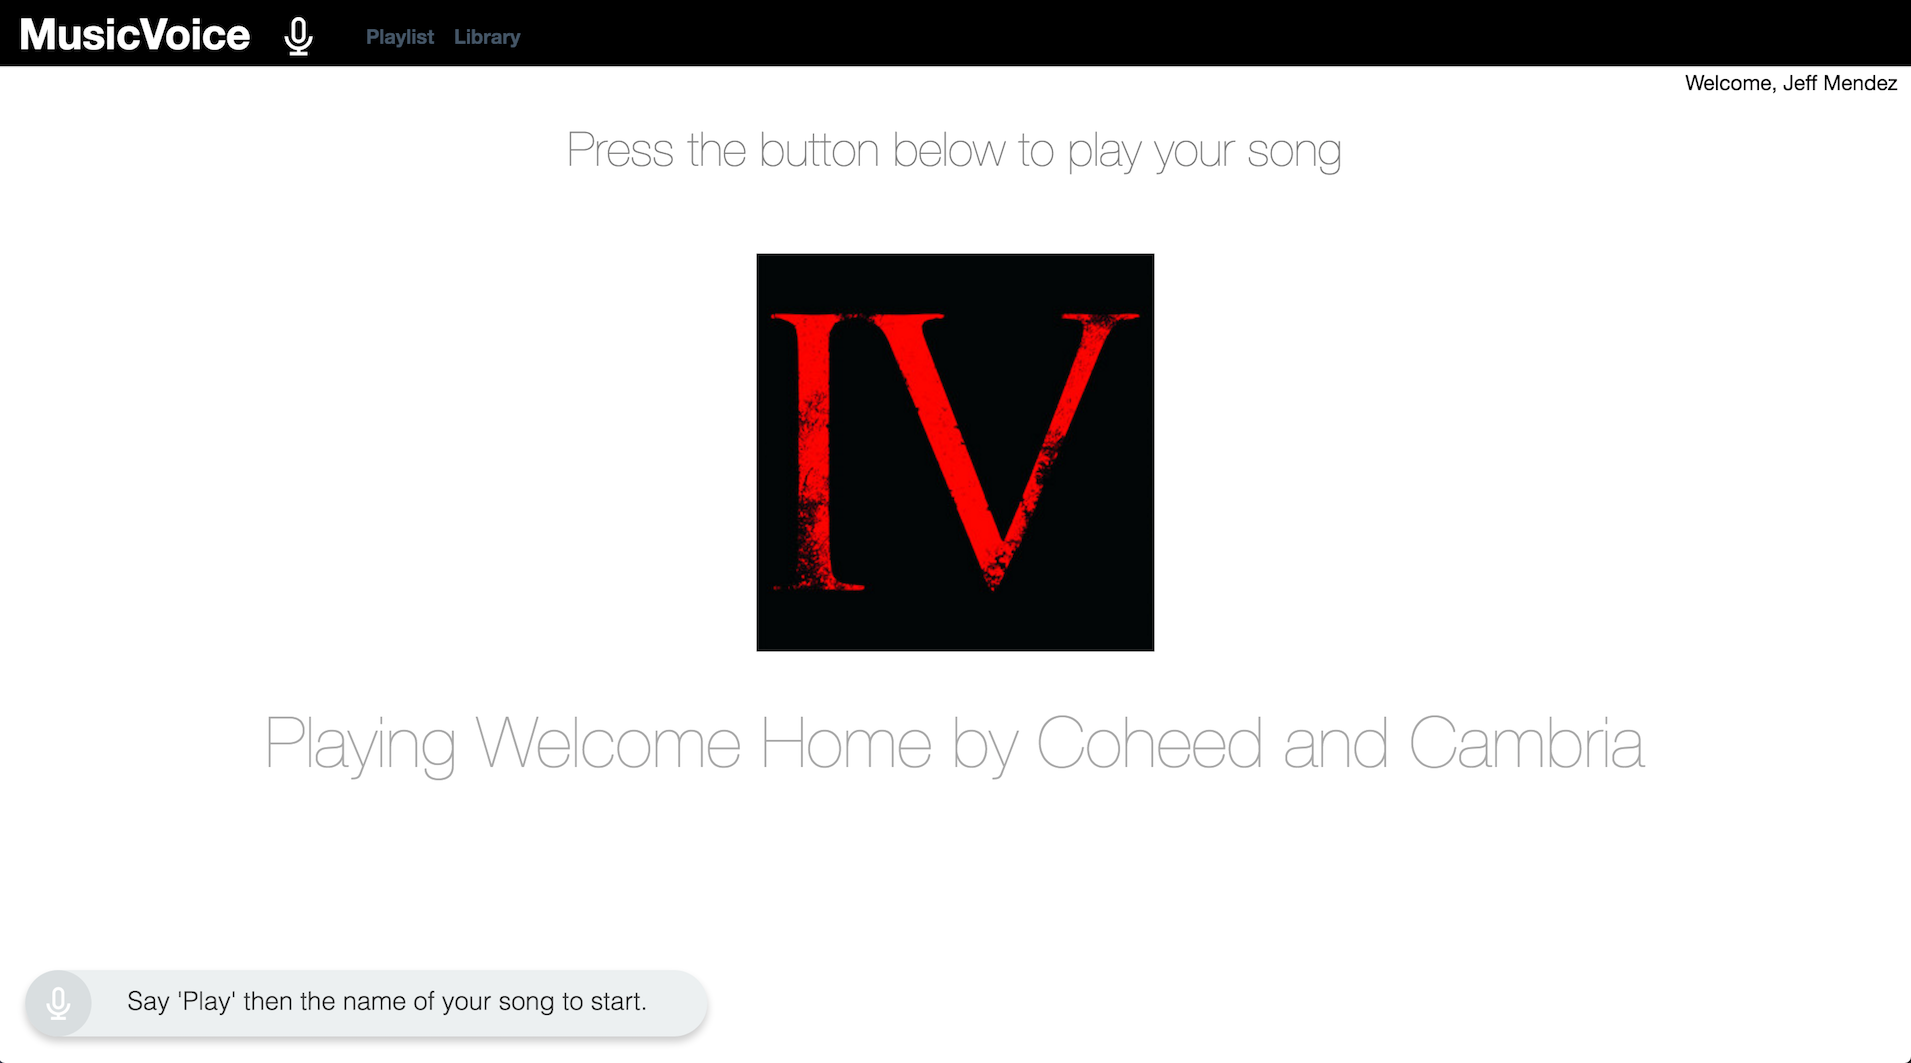 MusicVoice Playlist Library
Welcome, Jeff Mendez
Press the button below to play your song
IV
Playing Welcome Home by Coheed and Cambria
Say 'Play' then the name of your song to start.